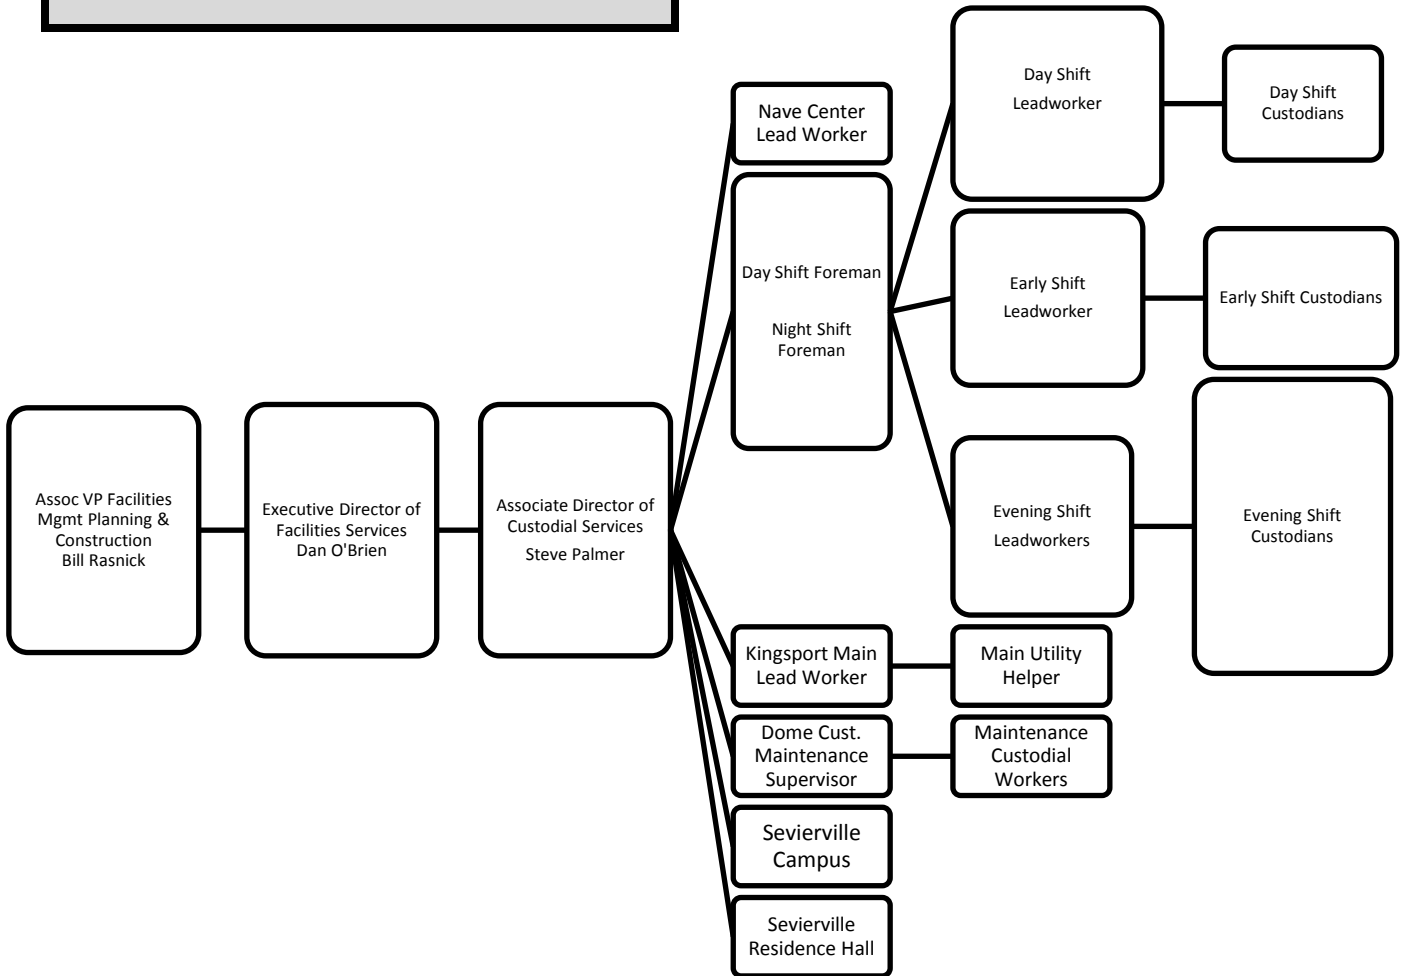 Assoc VP Facilities
Mgmt Planning &
Construction
Bill Rasnick
Executive Director of
Facilities Services
Dan O'Brien
Associate Director of
Custodial Services
Steve Palmer
Nave Center
Lead Worker
Day Shift Foreman
Night Shift
Foreman
Day Shift
Leadworker
Day Shift
Custodians
Early Shift
Leadworker
Early Shift Custodians
Evening Shift
Leadworkers
Evening Shift
Custodians
Kingsport Main
Lead Worker
Main Utility
Helper
Dome Cust.
Maintenance
Supervisor
Maintenance
Custodial
Workers
Sevierville
Campus
Sevierville
Residence Hall